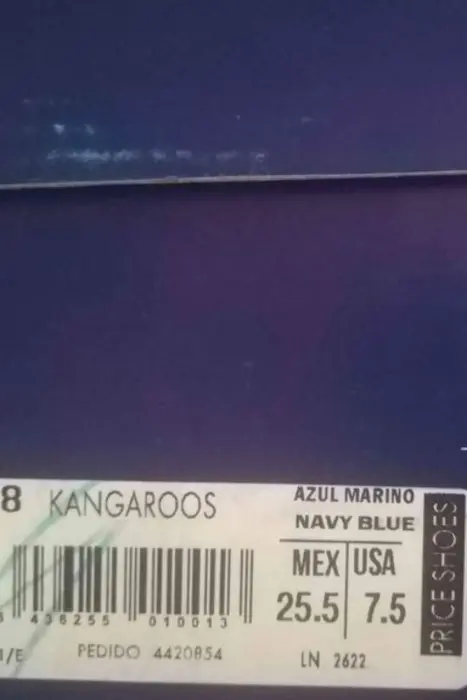 8 KANGAROOS
AZUL MARINO
NAVY BLUE
MEX USA
25.5 7.5
436255 010013
PEDIDO 4420854
LN 2622
PRICE SHOES